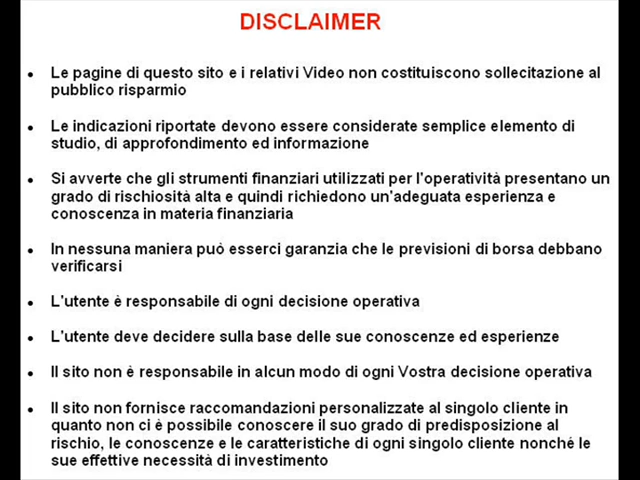 DISCLAIMER
• Le pagine di questo sito e i relativi Video non costituiscono sollecitazione al
pubblico risparmio
• Le indicazioni riportate devono essere considerate semplice elemento di
studio, di approfondimento ed informazione
• Si avverte che gli strumenti finanziari utilizzati per l'operatività presentano un
grado di rischiosità alta e quindi richiedono un'adeguata esperienza e
conoscenza in materia finanziaria
• In nessuna maniera può esserci garanzia che le previsioni di borsa debbano
verificarsi
• L'utente è responsabile di ogni decisione operativa
• L'utente deve decidere sulla base delle sue conoscenze ed esperienze
• Il sito non è responsabile in alcun modo di ogni Vostra decisione operativa
• Il sito non fornisce raccomandazioni personalizzate al singolo cliente in
quanto non ci è possibile conoscere il suo grado di predisposizione al
rischio, le conoscenze e le caratteristiche di ogni singolo cliente nonché le
sue effettive necessità di investimento